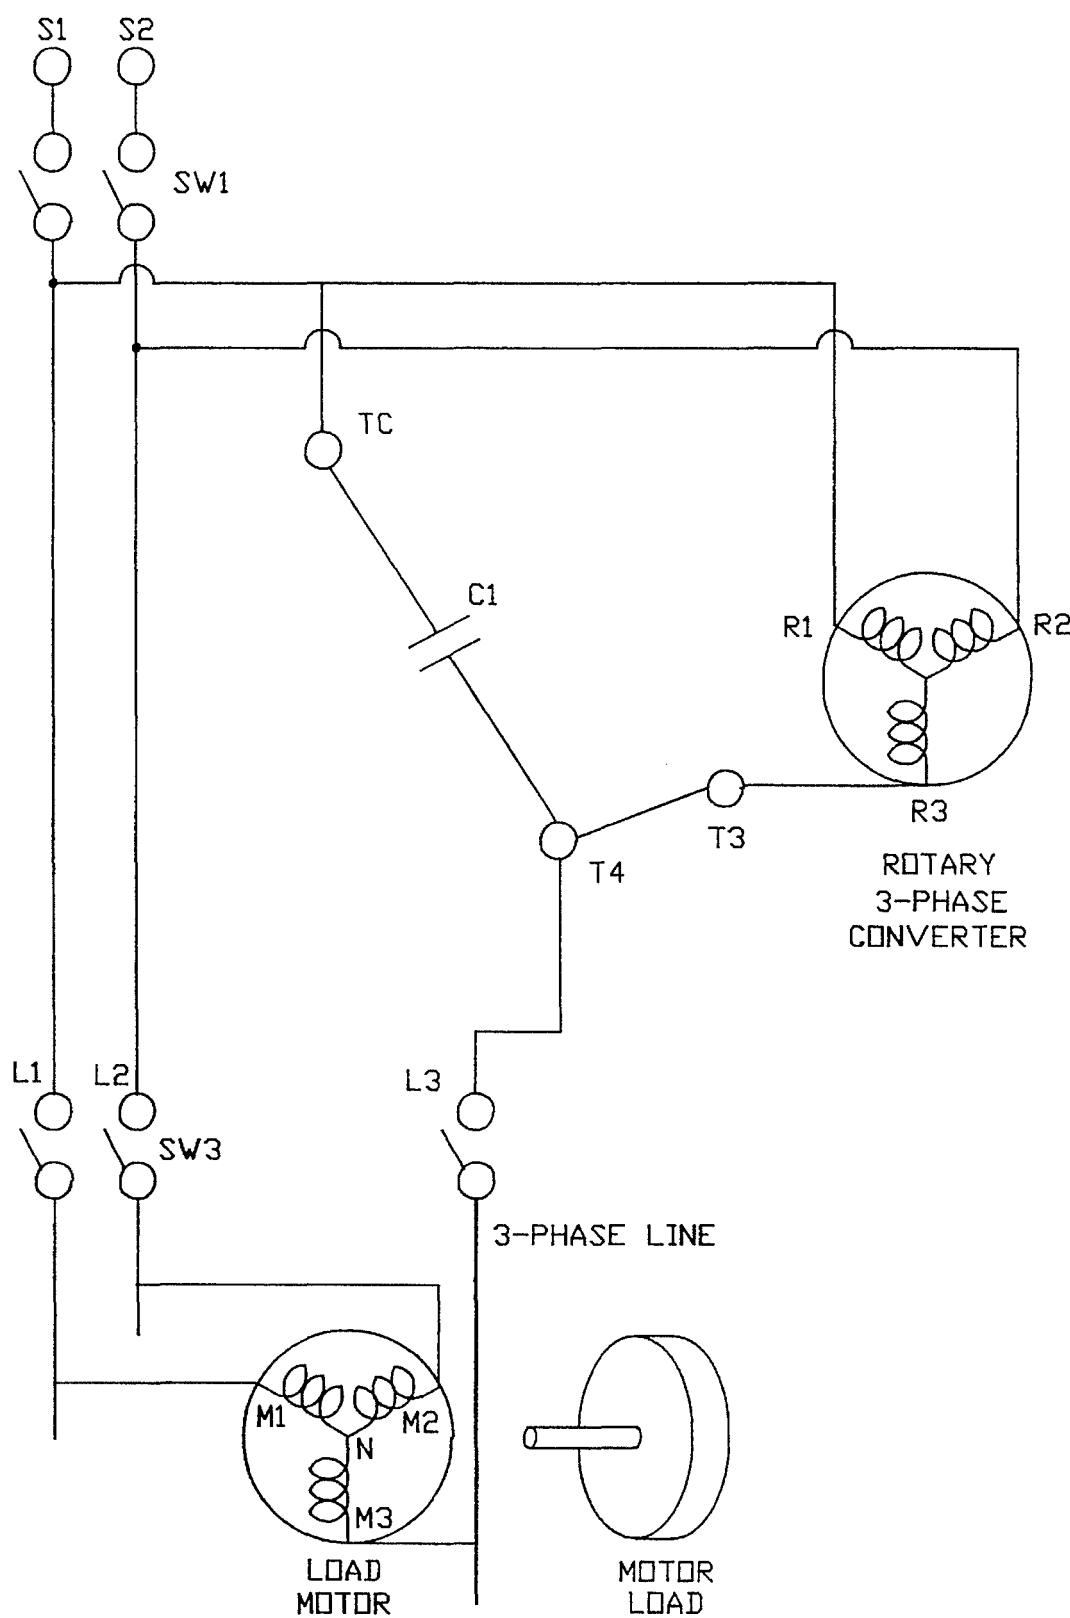 S1 S2
SW1
TC
C1
R1 R2
R3
T3
T4
ROTARY
3-PHASE
CONVERTER
L1 L2 L3
SW3
3-PHASE LINE
M1 M2
N
M3
LOAD
MOTOR
MOTOR
LOAD